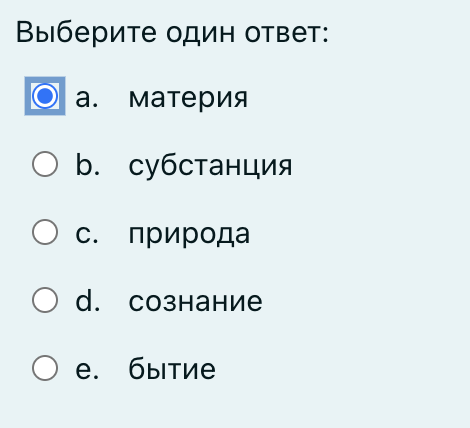 Выберите один ответ:
a. материя
b. субстанция
c. природа
d. сознание
e. бытие